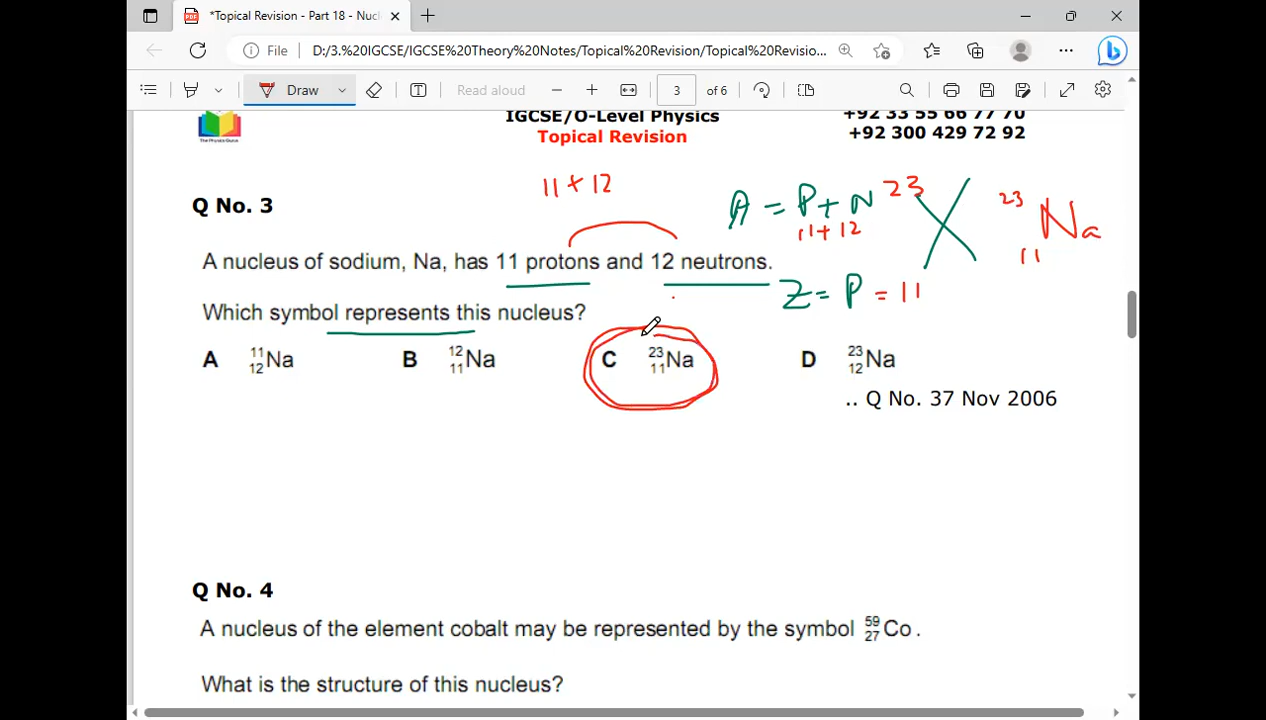 *Topical Revision - Part 18 - Nucl
File D:/3.%20IGCSE/IGCSE%20Theory%20Notes/Topical%20Revision/Topical%20Revisio...
Draw Read aloud 3 of 6
IGCSE/O-Level Physics
+92 33 55 66 77 70
Topical Revision
+92 300 429 72 92
11 + 12
A = P + N 23
11 + 12
23
Na
11
Q No. 3
A nucleus of sodium, Na, has 11 protons and 12 neutrons.
Z = P = 11
Which symbol represents this nucleus?
A 11 12 Na B 12 11 Na C 23 11 Na D 23 12 Na
.. Q No. 37 Nov 2006
Q No. 4
A nucleus of the element cobalt may be represented by the symbol 59 27 Co .
What is the structure of this nucleus?